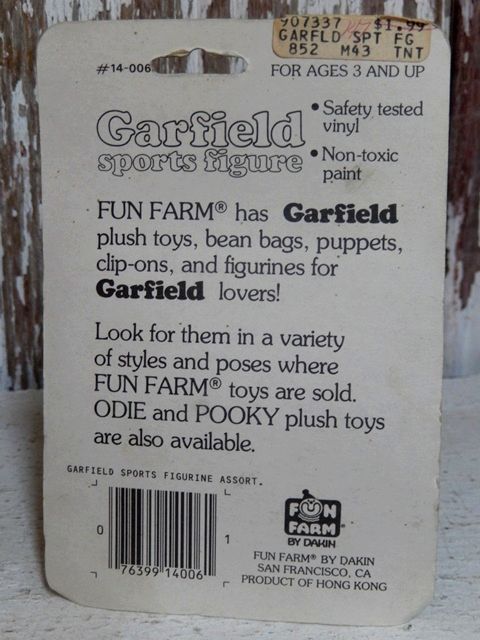 907337 $1.99
GARFLD SPT FG
852 M43 TNT
#14-006
FOR AGES 3 AND UP
Garfield
sports figure
• Safety tested
vinyl
• Non-toxic
paint
FUN FARM® has Garfield
plush toys, bean bags, puppets,
clip-ons, and figurines for
Garfield lovers!
Look for them in a variety
of styles and poses where
FUN FARM® toys are sold.
ODIE and POOKY plush toys
are also available.
GARFIELD SPORTS FIGURINE ASSORT.
0 76399 14006 1
FUN
FARM®
BY DAKIN
FUN FARM® BY DAKIN
SAN FRANCISCO, CA
PRODUCT OF HONG KONG